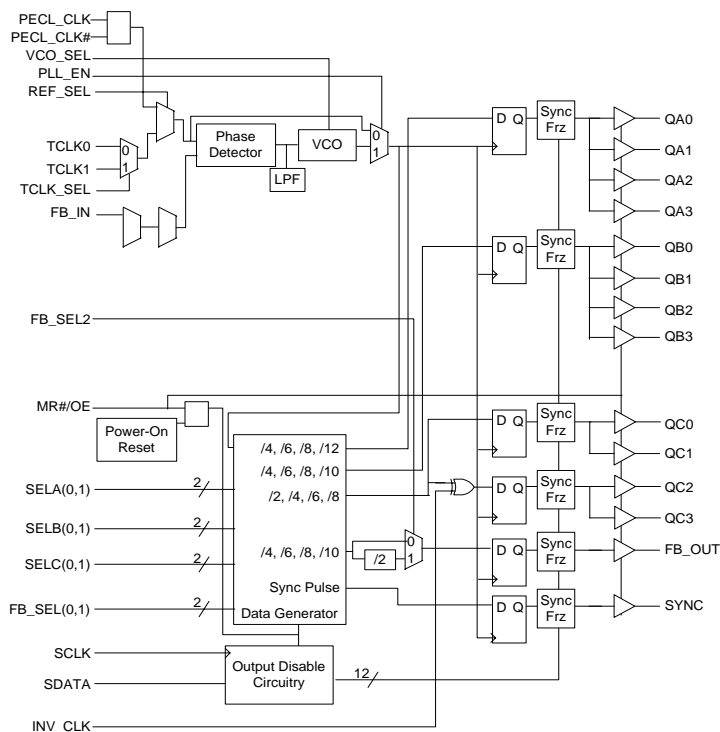 PECL_CLK
PECL_CLK#
VCO_SEL
PLL_EN
REF_SEL
TCLK0
TCLK1
TCLK_SEL
FB_IN
0
1
Phase
Detector
VCO
LPF
0
1
D Q
Sync
Frz
QA0
QA1
QA2
QA3
D Q
Sync
Frz
QB0
QB1
QB2
QB3
FB_SEL2
MR#/OE
Power-On
Reset
SELA(0,1)
SELB(0,1)
SELC(0,1)
FB_SEL(0,1)
2
2
2
2
/4, /6, /8, /12
/4, /6, /8, /10
/2, /4, /6, /8
/4, /6, /8, /10
Sync Pulse
Data Generator
/2
0
1
D Q
Sync
Frz
QC0
QC1
D Q
Sync
Frz
QC2
QC3
D Q
Sync
Frz
FB_OUT
D Q
Sync
Frz
SYNC
SCLK
SDATA
Output Disable
Circuitry
12
INV_CLK